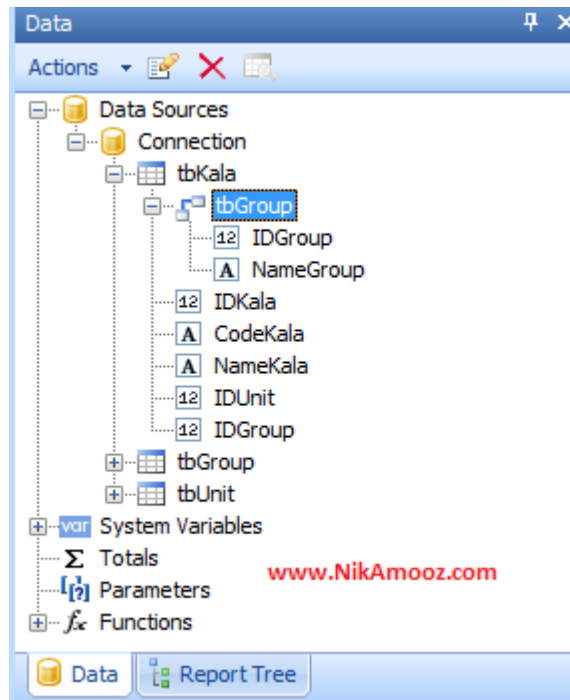 Data
Actions
Data Sources
Connection
tbKala
tbGroup
12 IDGroup
A NameGroup
12 IDKala
A CodeKala
A NameKala
12 IDUnit
12 IDGroup
tbGroup
tbUnit
var System Variables
Σ Totals
www.NikAmooz.com
[?] Parameters
fx Functions
Data Report Tree